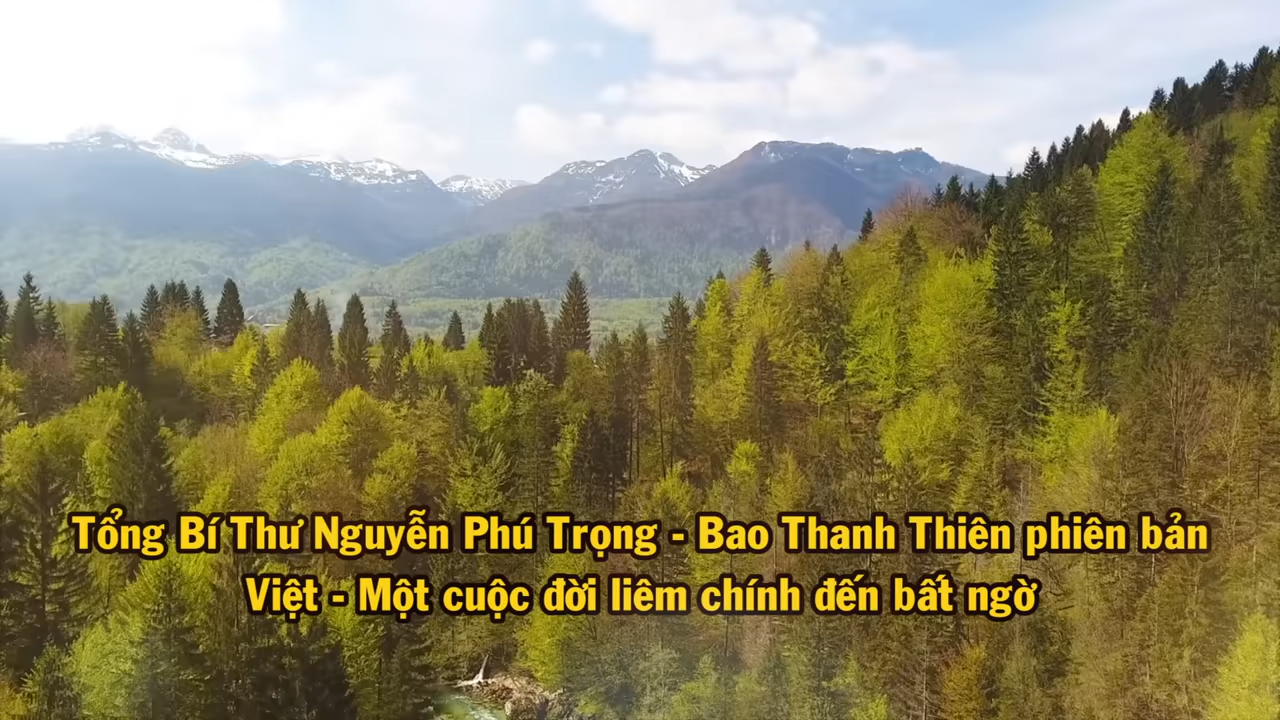 Tổng Bí Thư Nguyễn Phú Trọng - Bao Thanh Thiên phiên bản
Việt - Một cuộc đời liêm chính đến bất ngờ